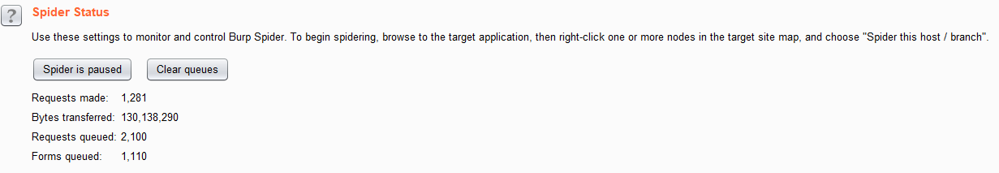 ?
Spider Status
Use these settings to monitor and control Burp Spider. To begin spidering, browse to the target application, then right-click one or more nodes in the target site map, and choose "Spider this host / branch".
Spider is paused Clear queues
Requests made: 1,281
Bytes transferred: 130,138,290
Requests queued: 2,100
Forms queued: 1,110